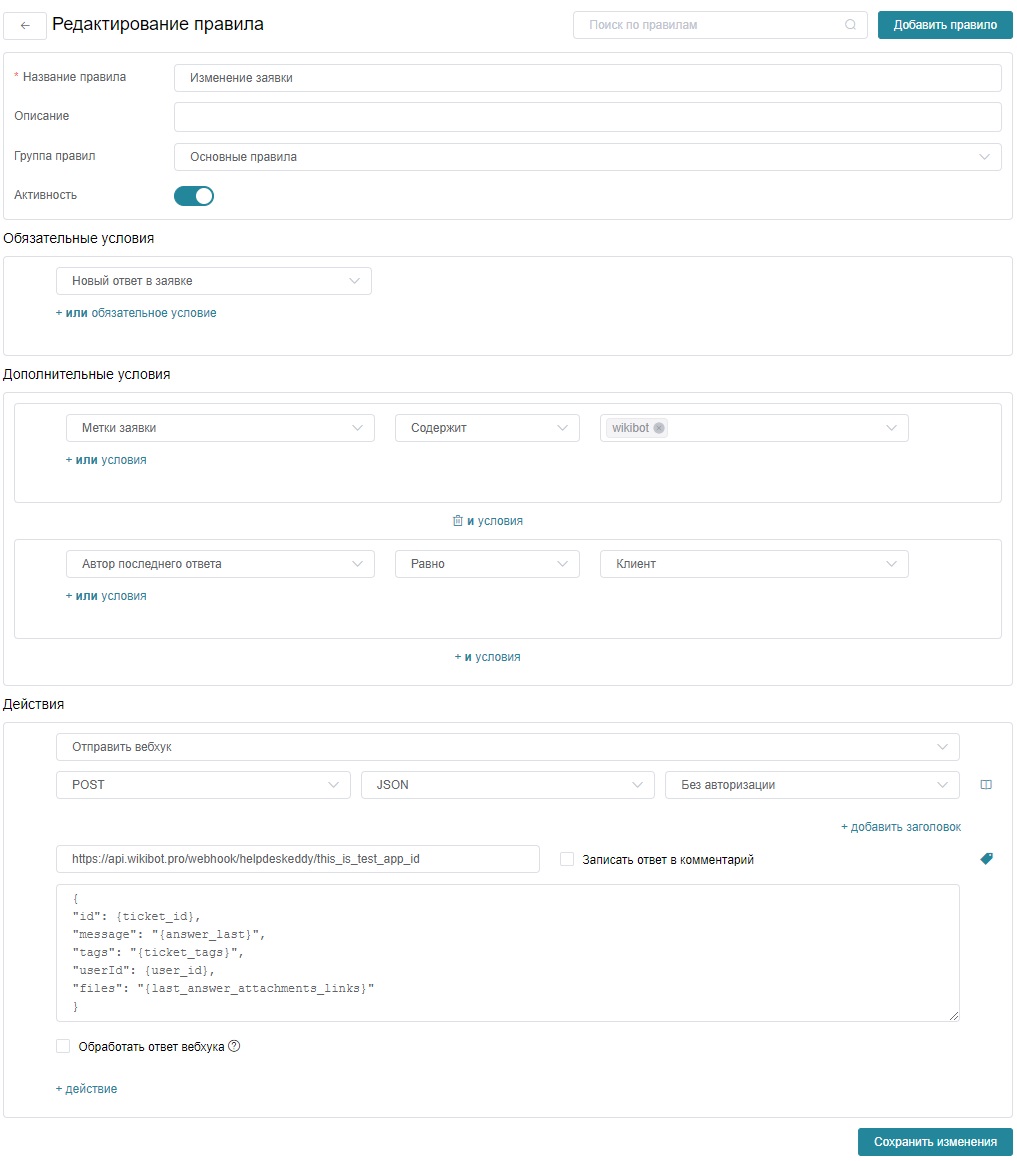 ← Редактирование правила Поиск по правилам Добавить правило
* Название правила Изменение заявки
Описание
Группа правил Основные правила
Активность
Обязательные условия
Новый ответ в заявке
+ или обязательное условие
Дополнительные условия
Метки заявки Содержит wikibot
+ или условия
и условия
Автор последнего ответа Равно Клиент
+ или условия
+ и условия
Действия
Отправить вебхук
POST JSON Без авторизации
+ добавить заголовок
https://api.wikibot.pro/webhook/helpdeskeddy/this_is_test_app_id Записать ответ в комментарий
{
"id": {ticket_id},
"message": "{answer_last}",
"tags": "{ticket_tags}",
"userId": {user_id},
"files": "{last_answer_attachments_links}"
}
Обработать ответ вебхука ?
+ действие
Сохранить изменения